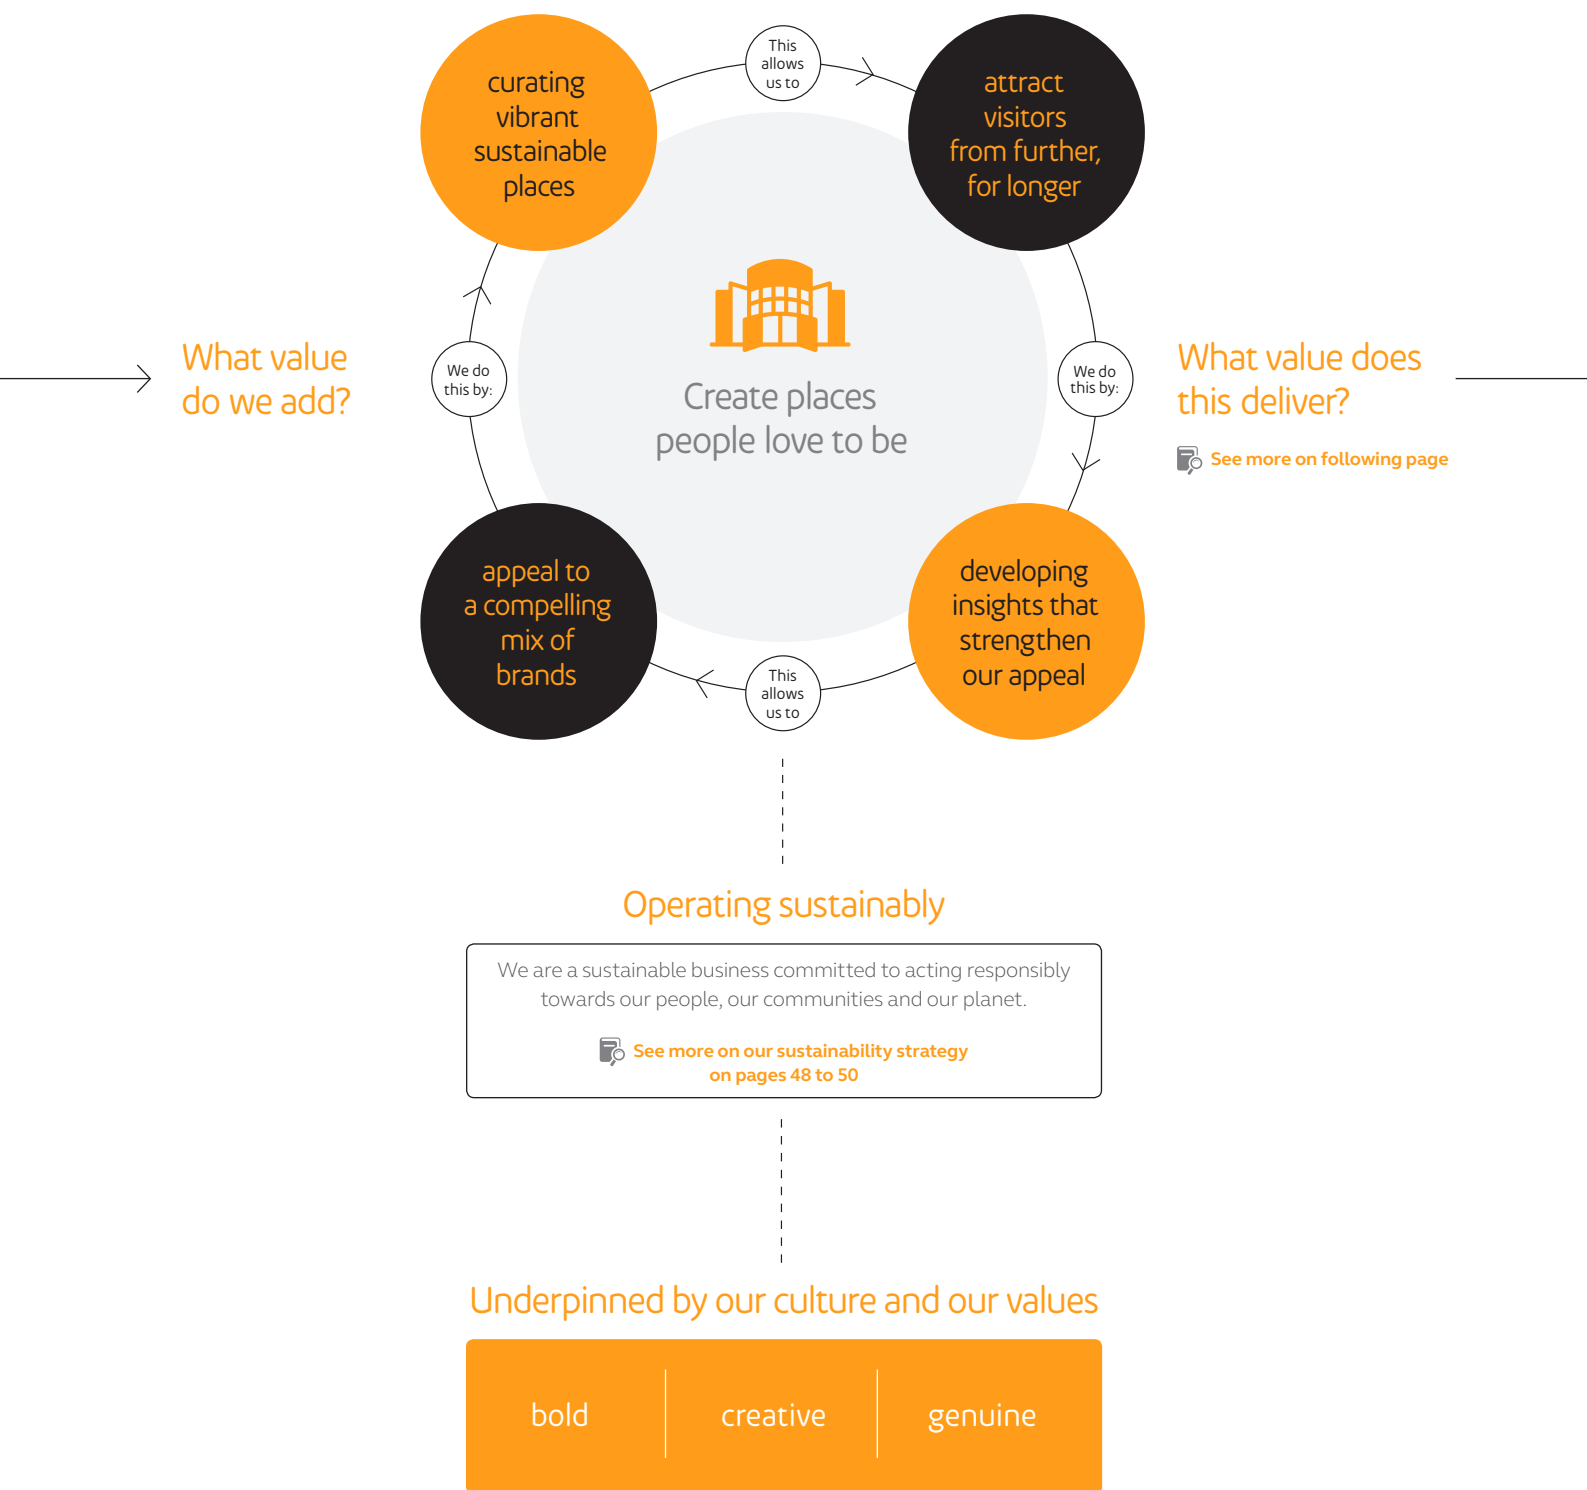 What value
do we add?
curating
vibrant
sustainable
places
This
allows
us to
attract
visitors
from further,
for longer
We do
this by:
Create places
people love to be
We do
this by:
appeal to
a compelling
mix of
brands
This
allows
us to
developing
insights that
strengthen
our appeal
What value does
this deliver?
See more on following page
Operating sustainably
We are a sustainable business committed to acting responsibly
towards our people, our communities and our planet.
See more on our sustainability strategy
on pages 48 to 50
Underpinned by our culture and our values
bold
creative
genuine